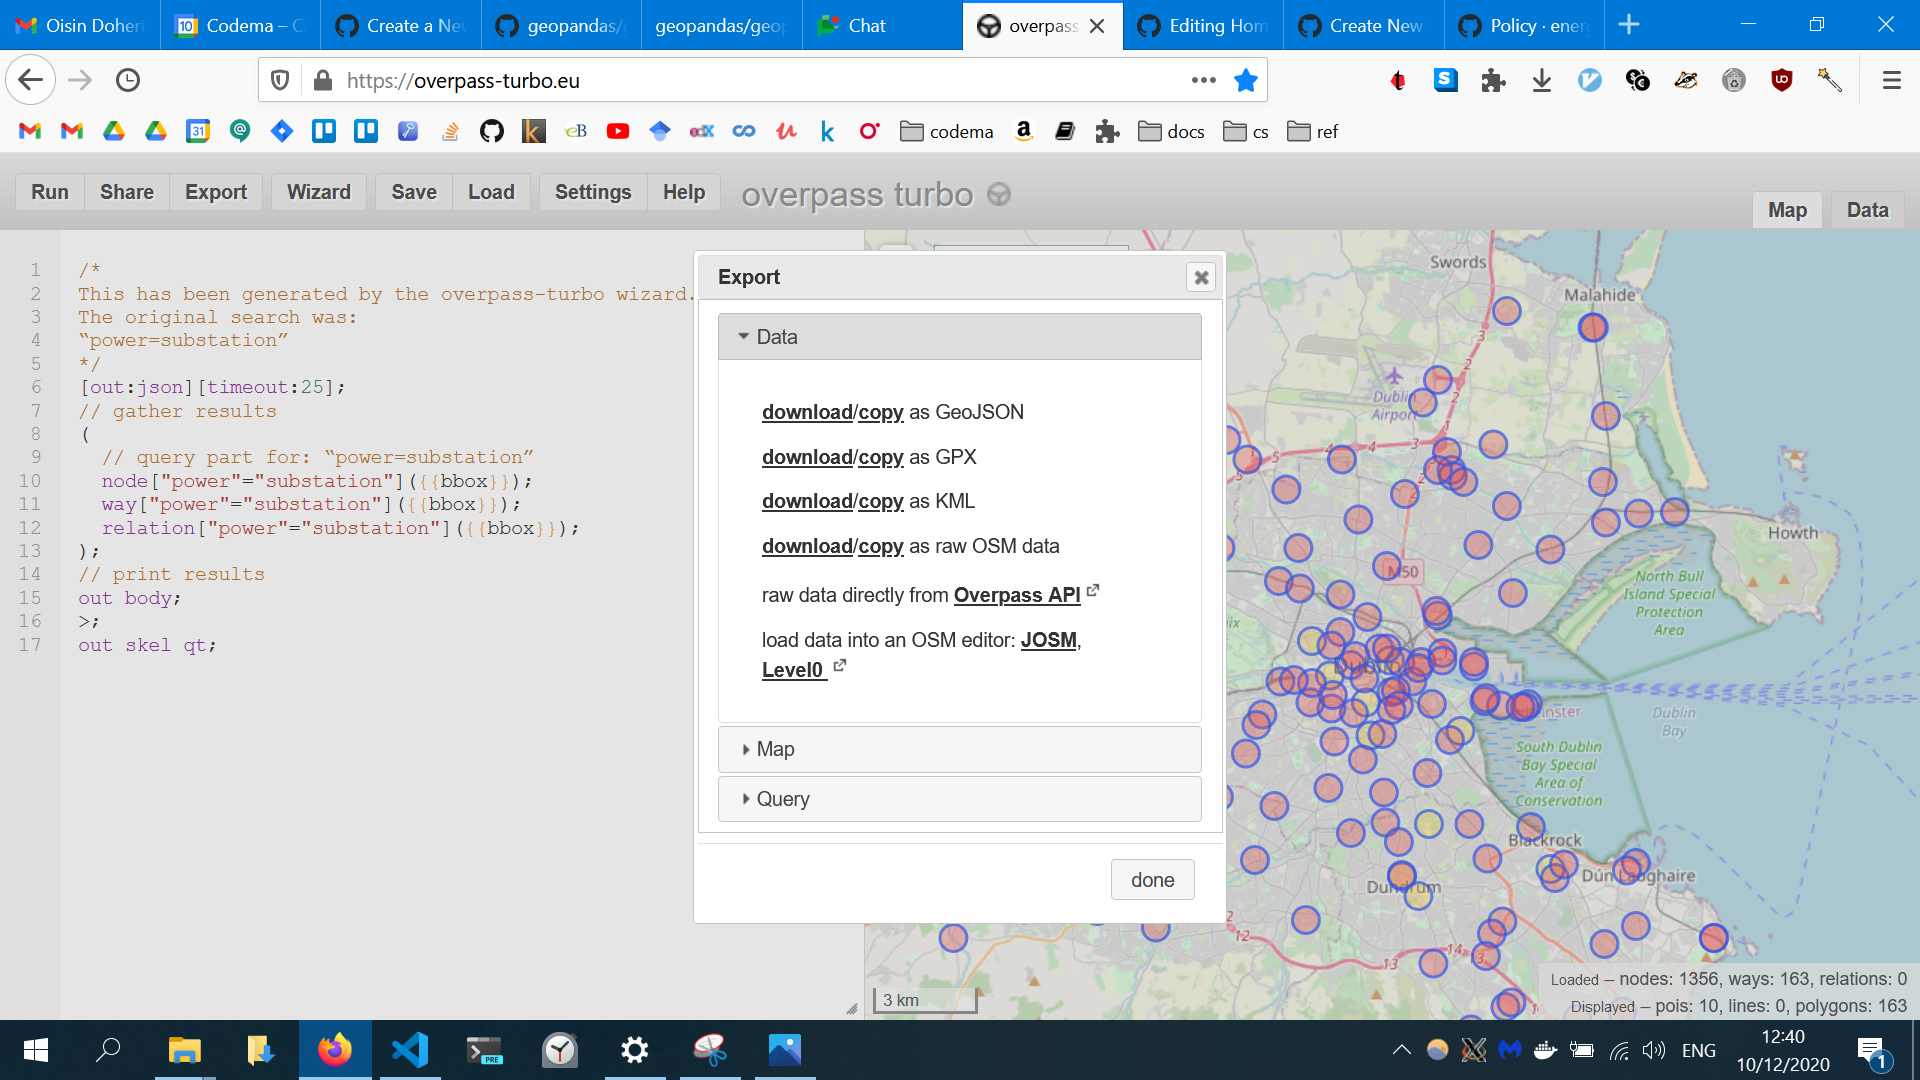 Oisin Dohert
Codema – C
Create a Ne
geopandas/g
geopandas/geop
Chat
overpass
Editing Hom
Create New
Policy · ener
https://overpass-turbo.eu
codema
docs
cs
ref
Run
Share
Export
Wizard
Save
Load
Settings
Help
overpass turbo
Map
Data
1 /*
2 This has been generated by the overpass-turbo wizard.
3 The original search was:
4 “power=substation”
5 */
6 [out:json][timeout:25];
7 // gather results
8 (
9 // query part for: “power=substation”
10 node["power"="substation"]({{bbox}});
11 way["power"="substation"]({{bbox}});
12 relation["power"="substation"]({{bbox}});
13 );
14 // print results
15 out body;
16 >;
17 out skel qt;
Export
Data
download/copy as GeoJSON
download/copy as GPX
download/copy as KML
download/copy as raw OSM data
raw data directly from Overpass API
load data into an OSM editor: JOSM,
Level0
Map
Query
done
Swords
Malahide
Dublin
Airport
Howth
M50
North Bull
Island Special
Protection
Area
Dublin
Bay
South Dublin
Bay Special
Area of
Conservation
Blackrock
Dún Laoghaire
Dundrum
12
13
14
3 km
Loaded – nodes: 1356, ways: 163, relations: 0
Displayed – pois: 10, lines: 0, polygons: 163
ENG
12:40
10/12/2020
1